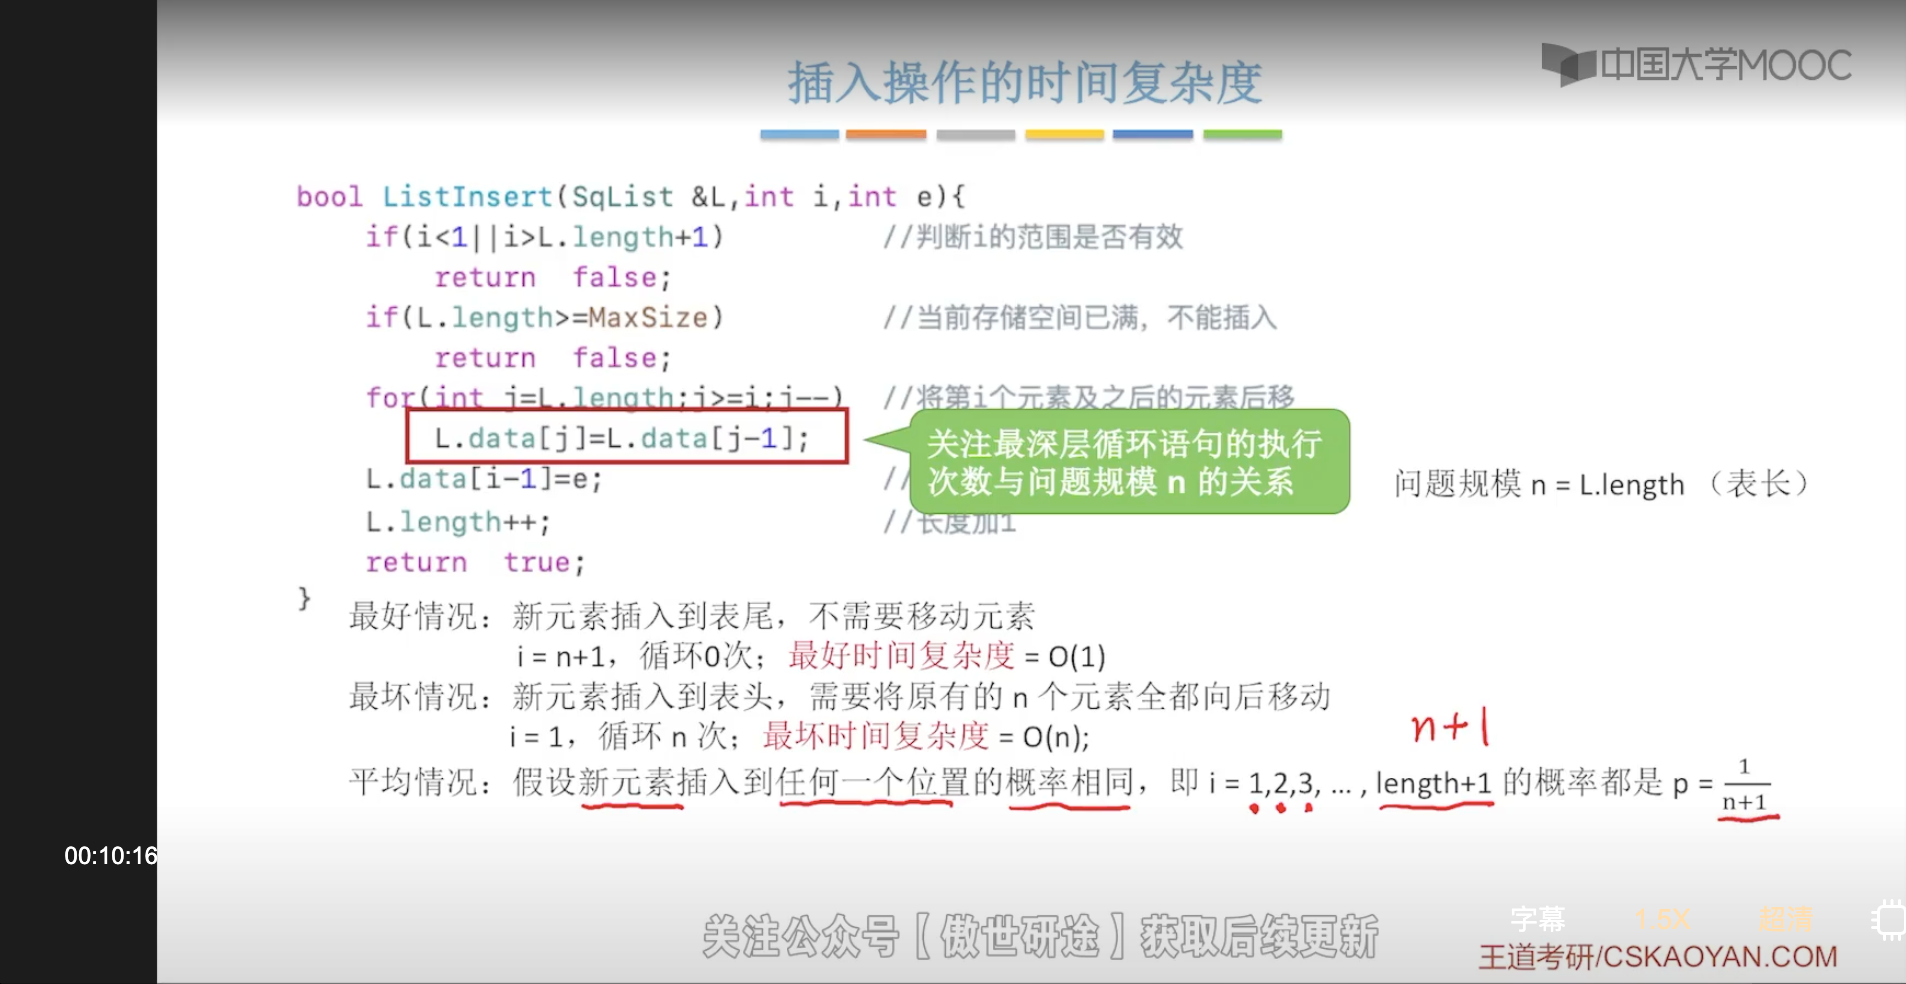 中国大学MOOC
插入操作的时间复杂度
bool ListInsert(SqList &L,int i,int e){
if(i<1||i>L.length+1) //判断i的范围是否有效
return false;
if(L.length>=MaxSize) //当前存储空间已满，不能插入
return false;
for(int j=L.length;j>=i;j--) //将第i个元素及之后的元素后移
L.data[j]=L.data[j-1];
关注最深层循环语句的执行
次数与问题规模 n 的关系
L.data[i-1]=e; //
问题规模 n = L.length （表长）
L.length++; //长度加1
return true;
}
最好情况：新元素插入到表尾，不需要移动元素
i = n+1，循环0次；最好时间复杂度 = O(1)
最坏情况：新元素插入到表头，需要将原有的 n 个元素全都向后移动
i = 1，循环 n 次；最坏时间复杂度 = O(n);
n+1
平均情况：假设新元素插入到任何一个位置的概率相同，即 i = 1,2,3, … , length+1 的概率都是 p = 1/(n+1)
00:10:16
字幕 1.5X 超清
关注公众号【傲世研途】获取后续更新
王道考研/CSKAOYAN.COM